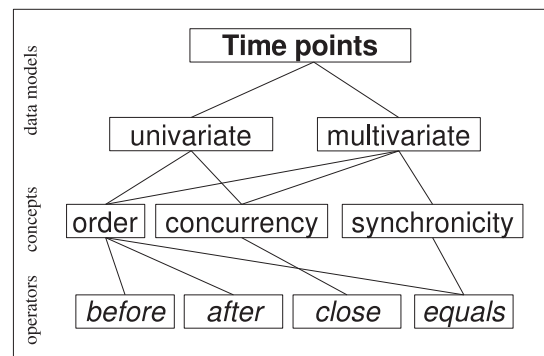 data models
Time points
univariate multivariate
concepts
order concurrency synchronicity
operators
before after close equals